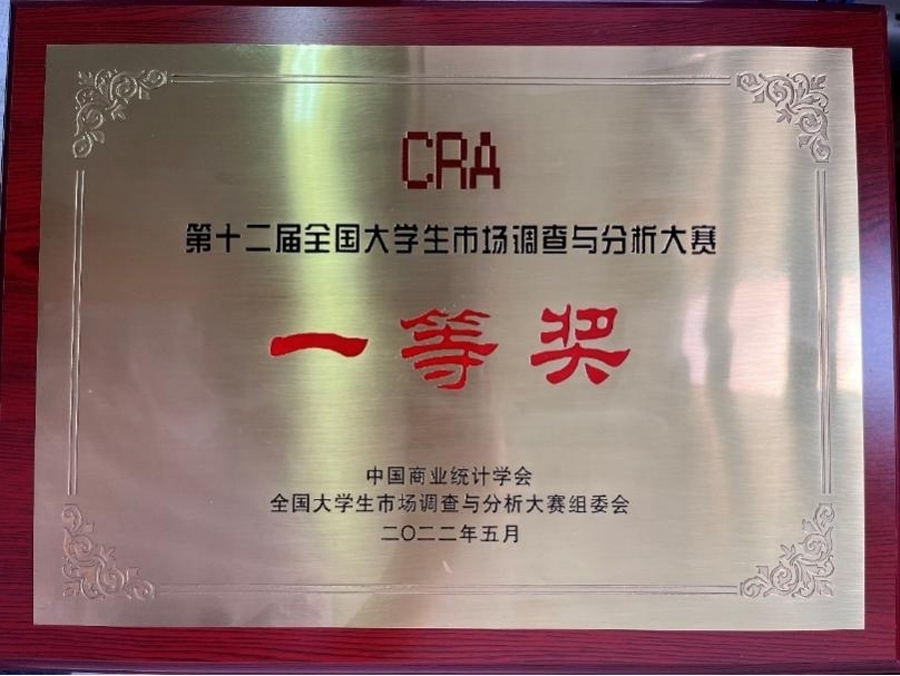 CRA
第十二届全国大学生市场调查与分析大赛
一等奖
中国商业统计学会
全国大学生市场调查与分析大赛组委会
二〇二二年五月